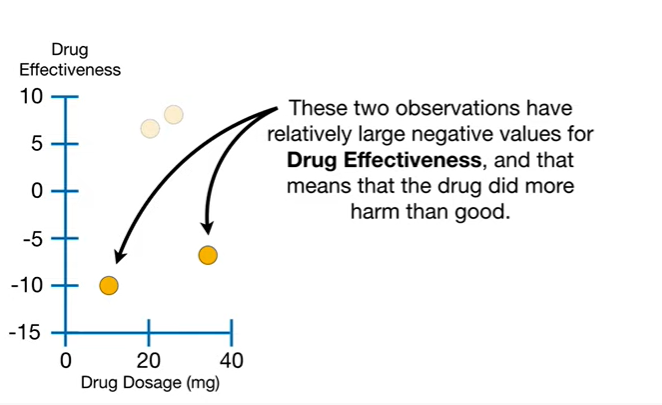 Drug
Effectiveness
10
5
0
-5
-10
-15
0 20 40
Drug Dosage (mg)
These two observations have
relatively large negative values for
Drug Effectiveness, and that
means that the drug did more
harm than good.